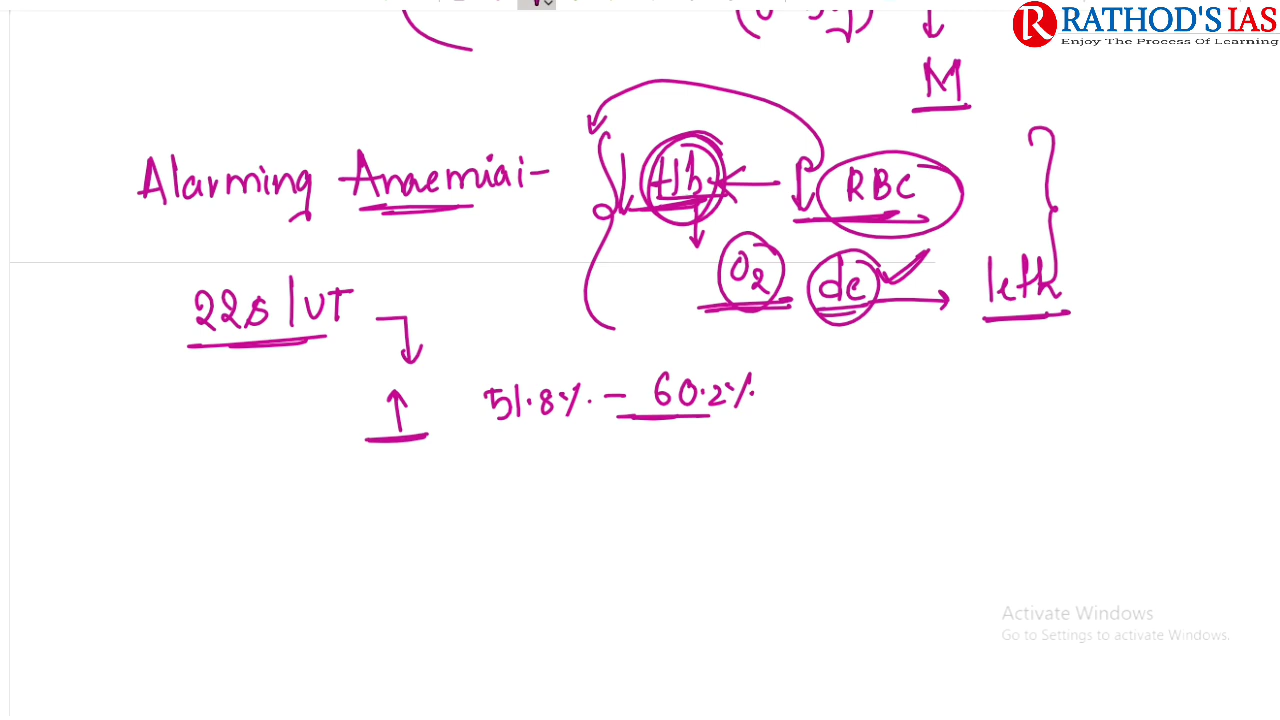 RATHOD'S IAS
Enjoy The Process Of Learning
M
Alarming Anaemia:-
↓ Hb ← ↓ RBC
O2 de → leth
22s/UT
↑ 51.8%. - 60.2%.
Activate Windows
Go to Settings to activate Windows.